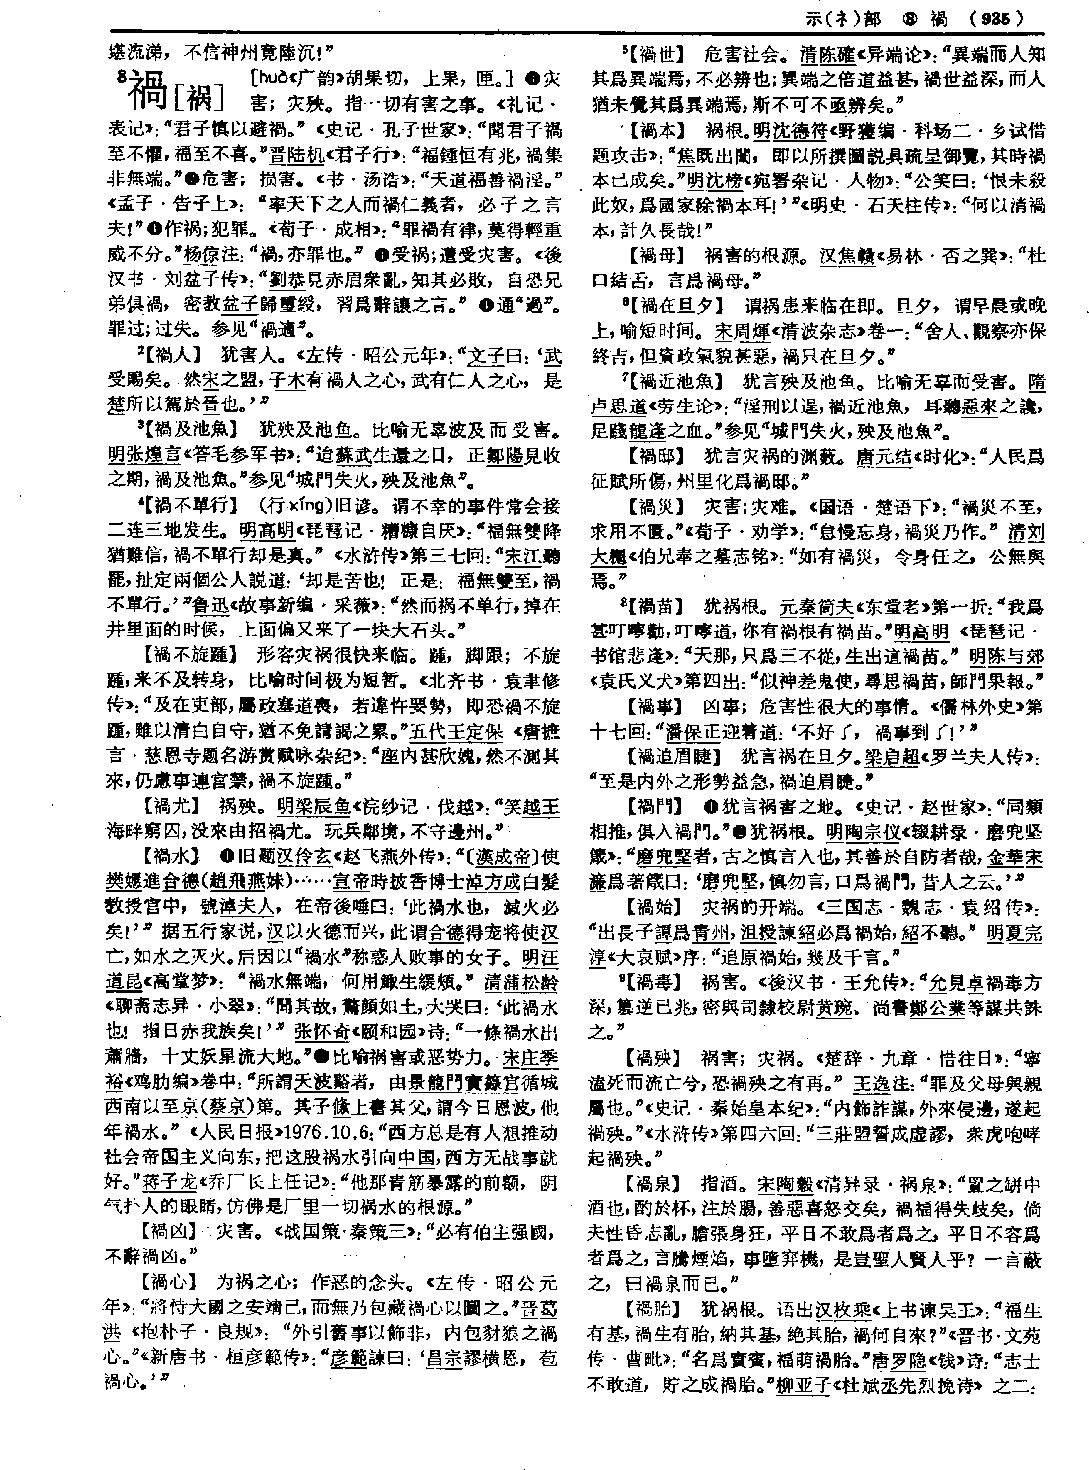 示(礻)部 ⑧ 禍 (935)
堪流涕，不信神州竟陸沉!”
8禍[祸] [huò《广韵》胡果切，上果，匣。] ❶灾
害；灾殃。指一切有害之事。《礼记·
表记》：“君子慎以避禍。”《史记·孔子世家》：“聞君子禍
至不懼，福至不喜。”晋陆机《君子行》：“福鍾恒有兆，禍集
非無端。”❷危害；损害。《书·汤诰》：“天道福善禍淫。”
《孟子·告子上》：“率天下之人而禍仁義者，必子之言
夫!”❸作祸；犯罪。《荀子·成相》：“罪禍有律，莫得輕重
威不分。”杨倞注：“禍，亦罪也。”❹受祸；遭受灾害。《後
汉书·刘盆子传》：“劉恭見赤眉衆亂，知其必敗，自恐兄
弟俱禍，密教盆子歸璽綬，習爲辭讓之言。”❺通“過”。
罪过；过失。参见“禍適”。
2【禍人】 犹害人。《左传·昭公元年》：“文子曰：‘武
受賜矣。然宋之盟，子木有禍人之心，武有仁人之心，是
楚所以駕於晉也。’”
3【禍及池魚】 犹殃及池鱼。比喻无辜波及而受害。
明张煌言《答毛参军书》：“迨蘇武生還之日，正鄒陽見收
之期，禍及池魚。”参见“城門失火，殃及池魚”。
4【禍不單行】 (行xíng)旧谚。谓不幸的事件常会接
二连三地发生。明高明《琵琶记·糟糠自厌》：“福無雙降
猶難信，禍不單行却是真。”《水浒传》第三七回：“宋江聽
罷，扯定兩個公人説道：‘却是苦也！正是：福無雙至，禍
不單行。’”鲁迅《故事新编·采薇》：“然而祸不单行，掉在
井里面的时候，上面偏又来了一块大石头。”
【禍不旋踵】 形容灾祸很快来临。踵，脚跟；不旋
踵，来不及转身，比喻时间极为短暂。《北齐书·袁聿修
传》：“及在吏部，屬政塞道喪，若違忤要勢，即恐禍不旋
踵，雖以清白自守，猶不免請謁之累。”五代王定保《唐摭
言·慈恩寺题名游赏赋咏杂纪》：“座内甚欣媿，然不測其
來，仍慮事連宫禁，禍不旋踵。”
【禍尤】 祸殃。明梁辰鱼《浣纱记·伐越》：“笑越王
海畔窮囚，没來由招禍尤。玩兵鄰境，不守邊州。”
【禍水】 ❶旧题汉伶玄《赵飞燕外传》：“〔漢成帝〕使
樊嫕進合德(趙飛燕妹)……宣帝時披香博士淖方成白髮
教授宫中，號淖夫人，在帝後唾曰：‘此禍水也，滅火必
矣!’”据五行家说，汉以火德而兴，此谓合德得宠将使汉
亡，如水之灭火。后因以“禍水”称惑人败事的女子。明汪
道昆《高堂梦》：“禍水無端，何用鍬生緩頰。”清蒲松龄
《聊斋志异·小翠》：“問其故，驚顏如土，大哭曰：‘此禍水
也！指日赤我族矣!’”张怀奇《颐和园》诗：“一條禍水出
蕭牆，十丈妖星流大地。”❷比喻祸害或恶势力。宋庄季
裕《鸡肋编》卷中：“所謂天波谿者，由景龍門寶籙宫循城
西南以至京(蔡京)第。其子絛上書其父，謂今日恩波，他
年禍水。”《人民日报》1976.10.6：“西方总是有人想推动
社会帝国主义向东，把这股祸水引向中国，西方无战事就
好。”蒋子龙《乔厂长上任记》：“他那青筋暴露的前额，阴
气扑人的眼睛，仿佛是厂里一切祸水的根源。”
【禍凶】 灾害。《战国策·秦策三》：“必有伯主强國，
不辭禍凶。”
【禍心】 为祸之心；作恶的念头。《左传·昭公元
年》：“將恃大國之安靖己，而無乃包藏禍心以圖之。”晋葛
洪《抱朴子·良规》：“外引舊事以飾非，内包豺狼之禍
心。”《新唐书·桓彦範传》：“彦範諫曰：‘昌宗謬横恩，苞
禍心。’”
5【禍世】 危害社会。清陈確《异端论》：“異端而人知
其爲異端焉，不必辨也；異端之倍道益甚，禍世益深，而人
猶未覺其爲異端焉，斯不可不亟辨矣。”
【禍本】 祸根。明沈德符《野獲编·科场二·乡试借
题攻击》：“焦既出闈，即以所撰圖説具疏呈御覽，其時禍
本已成矣。”明沈榜《宛署杂记·人物》：“公笑曰：‘恨未殺
此奴，爲國家除禍本耳!’”《明史·石天柱传》：“何以消禍
本，計久長哉!”
【禍母】 祸害的根源。汉焦赣《易林·否之巽》：“杜
口結舌，言爲禍母。”
6【禍在旦夕】 谓祸患来临在即。旦夕，谓早晨或晚
上，喻短时间。宋周煇《清波杂志》卷一：“舍人、觀察亦保
終吉，但資政氣貌甚惡，禍只在旦夕。”
7【禍近池魚】 犹言殃及池鱼。比喻无辜而受害。隋
卢思道《劳生论》：“淫刑以逞，禍近池魚，耳聽惡來之讒，
足踐龍逢之血。”参见“城門失火，殃及池魚”。
【禍邸】 犹言灾祸的渊薮。唐元结《时化》：“人民爲
征賦所傷，州里化爲禍邸。”
【禍災】 灾害；灾难。《国语·楚语下》：“禍災不至，
求用不匱。”《荀子·劝学》：“怠慢忘身，禍災乃作。”清刘
大櫆《伯兄奉之墓志铭》：“如有禍災，令身任之，公無與
焉。”
8【禍苗】 犹祸根。元秦简夫《东堂老》第一折：“我爲
甚叮嚀勸，叮嚀道，你有禍根有禍苗。”明高明《琵琶记·
书馆悲逢》：“天那，只爲三不從，生出這禍苗。”明陈与郊
《袁氏义犬》第四出：“似神差鬼使，尋思禍苗，師門果報。”
【禍事】 凶事；危害性很大的事情。《儒林外史》第
十七回：“潘保正迎着道：‘不好了，禍事到了!’”
【禍迫眉睫】 犹言祸在旦夕。梁启超《罗兰夫人传》：
“至是内外之形勢益急，禍迫眉睫。”
【禍門】 ❶犹言祸害之地。《史记·赵世家》：“同類
相推，俱入禍門。”❷犹祸根。明陶宗仪《辍耕录·磨兜坚
箴》：“磨兜堅者，古之慎言人也，其善於自防者哉，金華宋
濂爲著箴曰：‘磨兜堅，慎勿言，口爲禍門，昔人之云。’”
【禍始】 灾祸的开端。《三国志·魏志·袁绍传》：
“出長子譚爲青州，沮授諫紹必爲禍始，紹不聽。”明夏完
淳《大哀赋》序：“追原禍始，幾及千言。”
9【禍毒】 祸害。《後汉书·王允传》：“允見卓禍毒方
深，篡逆已兆，密與司隸校尉黄琬、尚書鄭公業等謀共誅
之。”
【禍殃】 祸害；灾祸。《楚辞·九章·惜往日》：“寧
溘死而流亡兮，恐禍殃之有再。”王逸注：“罪及父母與親
屬也。”《史记·秦始皇本纪》：“内飾詐謀，外來侵邊，遂起
禍殃。”《水浒传》第四六回：“三莊盟誓成虚謬，衆虎咆哮
起禍殃。”
【禍泉】 指酒。宋陶穀《清异录·祸泉》：“置之缾中
酒也，酌於杯，注於腸，善惡喜怒交矣，禍福得失歧矣，倘
夫性昏志亂，膽張身狂，平日不敢爲者爲之，平日不容爲
者爲之，言騰煙焰，事墮穽機，是豈聖人賢人乎？一言蔽
之，曰禍泉而已。”
【禍胎】 犹祸根。语出汉枚乘《上书谏吴王》：“福生
有基，禍生有胎，納其基，絶其胎，禍何自來？”《晋书·文苑
传·曹毗》：“名爲實賓，福萌禍胎。”唐罗隐《钱》诗：“志士
不敢道，貯之成禍胎。”柳亚子《杜斌丞先烈挽诗》之二：